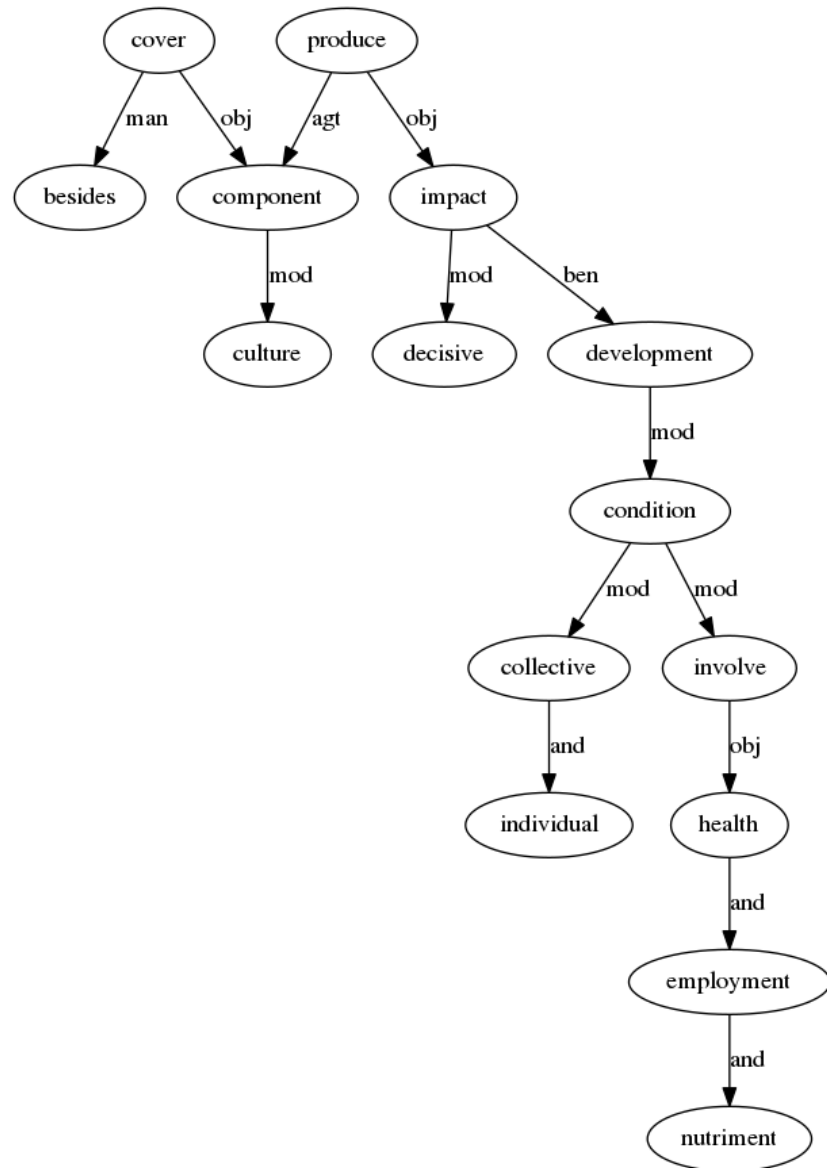 cover produce
man obj agt obj
besides component impact
mod mod ben
culture decisive development
mod
condition
mod mod
collective involve
and obj
individual health
and
employment
and
nutriment